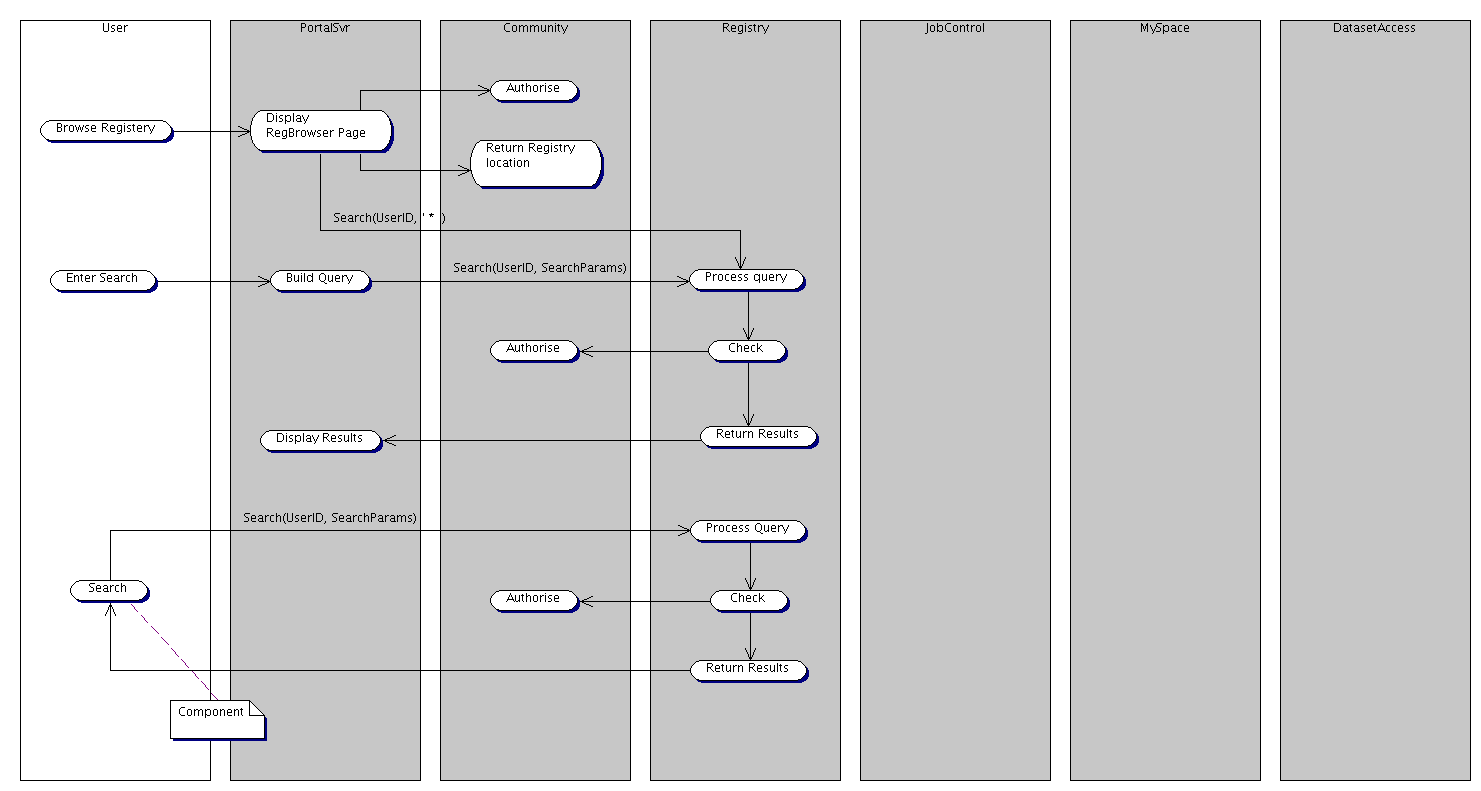 User
PortalSvr
Community
Registry
JobControl
MySpace
DatasetAccess
Authorise
Browse Registery
Display
RegBrowser Page
Return Registry
location
Search(UserID, ' * )
Enter Search
Build Query
Search(UserID, SearchParams)
Process query
Authorise
Check
Display Results
Return Results
Search(UserID, SearchParams)
Process Query
Search
Authorise
Check
Return Results
Component